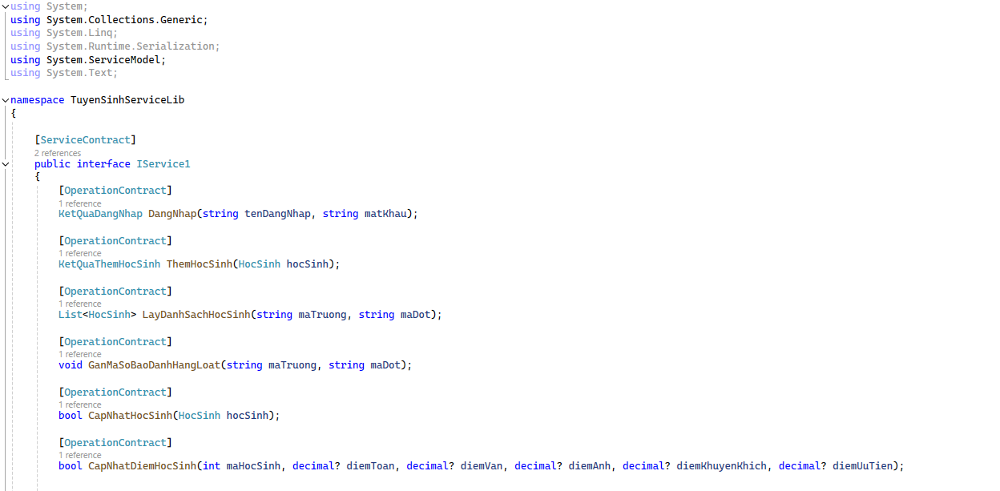 using System;
using System.Collections.Generic;
using System.Linq;
using System.Runtime.Serialization;
using System.ServiceModel;
using System.Text;
namespace TuyenSinhServiceLib
{
[ServiceContract]
2 references
public interface IService1
{
[OperationContract]
1 reference
KetQuaDangNhap DangNhap(string tenDangNhap, string matKhau);
[OperationContract]
1 reference
KetQuaThemHocSinh ThemHocSinh(HocSinh hocSinh);
[OperationContract]
1 reference
List<HocSinh> LayDanhSachHocSinh(string maTruong, string maDot);
[OperationContract]
1 reference
void GanMaSoBaoDanhHangLoat(string maTruong, string maDot);
[OperationContract]
1 reference
bool CapNhatHocSinh(HocSinh hocSinh);
[OperationContract]
1 reference
bool CapNhatDiemHocSinh(int maHocSinh, decimal? diemToan, decimal? diemVan, decimal? diemAnh, decimal? diemKhuyenKhich, decimal? diemUuTien);